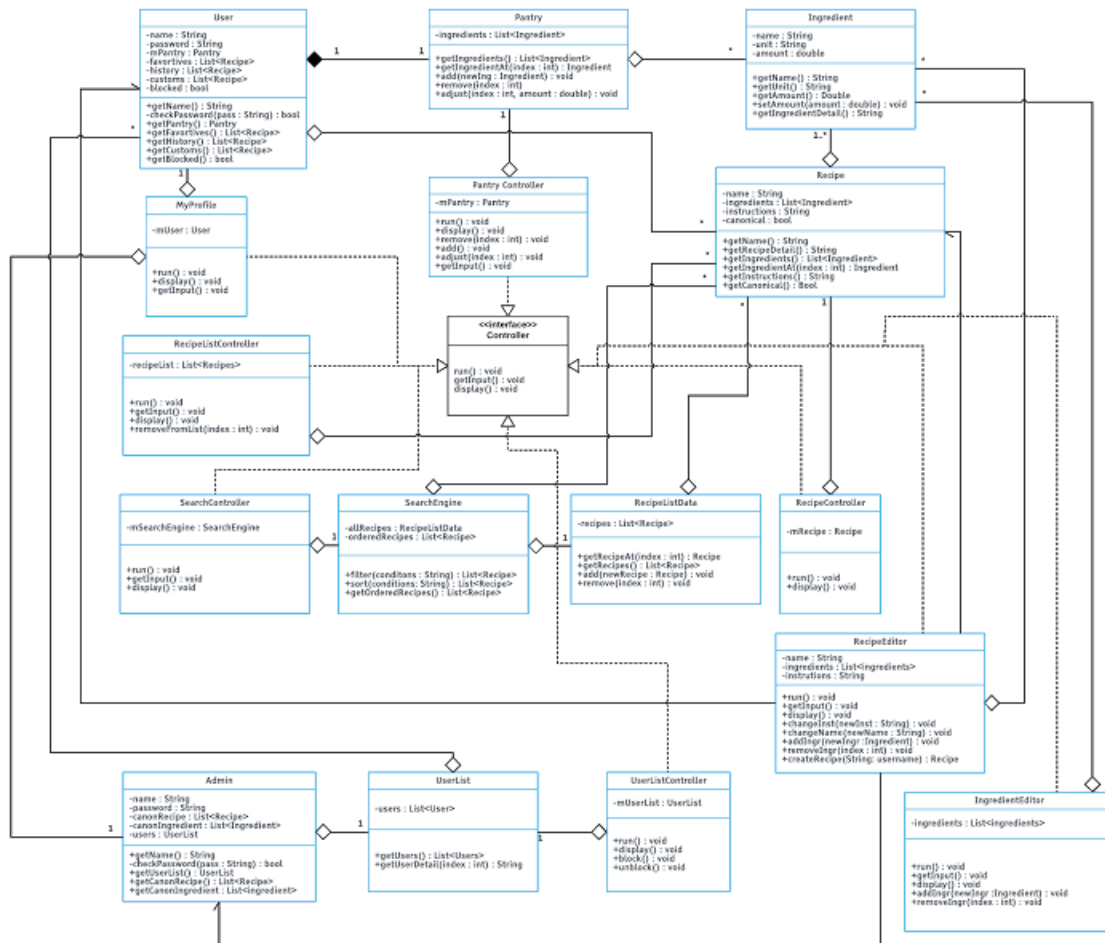 User
-name : String
-password : String
-mPantry : Pantry
-favortives : List<Recipe>
-history : List<Recipe>
-customs : List<Recipe>
-blocked : bool
+getName() : String
-checkPassword(pass : String) : bool
+getPantry() : Pantry
+getFavortives() : List<Recipe>
+getHistory() : List<Recipe>
+getCustoms() : List<Recipe>
+getBlocked() : bool
1
1
Pantry
-ingredients : List<Ingredient>
+getIngredients() : List<Ingredient>
+getIngredientAt(index : int) : Ingredient
+add(newIng : Ingredient) : void
+remove(index : int)
+adjust(index : int, amount : double) : void
*
Ingredient
-name : String
-unit : String
-amount : double
+getName() : String
+getUnit() : String
+getAmount() : Double
+setAmount(amount : double) : void
+getIngredientDetail() : String
*
*
*
1
1
1..*
MyProfile
-mUser : User
+run() : void
+display() : void
+getInput() : void
Pantry Controller
-mPantry : Pantry
+run() : void
+display() : void
+remove(index : int) : void
+add() : void
+adjust(index : int) : void
+getInput() : void
Recipe
-name : String
-ingredients : List<Ingredient>
-instructions : String
-canonical : bool
+getName() : String
+getRecipeDetail() : String
+getIngredients() : List<Ingredient>
+getIngredientAt(index : int) : Ingredient
+getInstructions() : String
+getCanonical() : Bool
*
*
*
*
1
<<interface>>
Controller
run() : void
getInput() : void
display() : void
RecipeListController
-recipeList : List<Recipes>
+run() : void
+getInput() : void
+display() : void
+removeFromList(index : int) : void
SearchController
-mSearchEngine : SearchEngine
+run() : void
+getInput() : void
+display() : void
1
SearchEngine
-allRecipes : RecipeListData
-orderedRecipes : List<Recipe>
+filter(conditons : String) : List<Recipe>
+sort(conditions: String) : List<Recipe>
+getOrderedRecipes() : List<Recipe>
1
RecipeListData
-recipes : List<Recipe>
+getRecipeAt(index : int) : Recipe
+getRecipes() : List<Recipe>
+add(newRecipe : Recipe) : void
+remove(index : int) : void
RecipeController
-mRecipe : Recipe
+run() : void
+display() : void
RecipeEditor
-name : String
-ingredients : List<ingredients>
-instrutions : String
+run() : void
+getInput() : void
+display() : void
+changeInst(newInst : String) : void
+changeName(newName : String) : void
+addIngr(newIngr :Ingredient) : void
+removeIngr(index : int) : void
+createRecipe(String: username) : Recipe
1
Admin
-name : String
-password : String
-canonRecipe : List<Recipe>
-canonIngredient : List<Ingredient>
-users : UserList
+getName() : String
-checkPassword(pass : String) : bool
+getUserList() : UserList
+getCanonRecipe() : List<Recipe>
+getCanonIngredient : List<ingredient>
1
UserList
-users : List<User>
+getUsers() : List<Users>
+getUserDetail(index : int) : String
1
UserListController
-mUserList : UserList
+run() : void
+display() : void
+block() : void
+unblock() : void
IngredientEditor
-ingredients : List<ingredients>
+run() : void
+getInput() : void
+display() : void
+addIngr(newIngr :Ingredient) : void
+removeIngr(index : int) : void